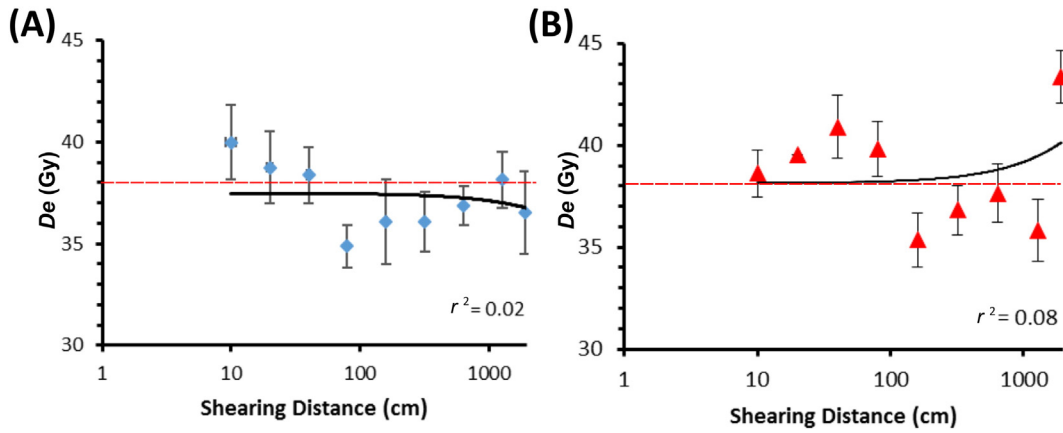 (A)
45
40
35
30
De (Gy)
r² = 0.02
1 10 100 1000
Shearing Distance (cm)
(B)
45
40
35
30
De (Gy)
r² = 0.08
1 10 100 1000
Shearing Distance (cm)